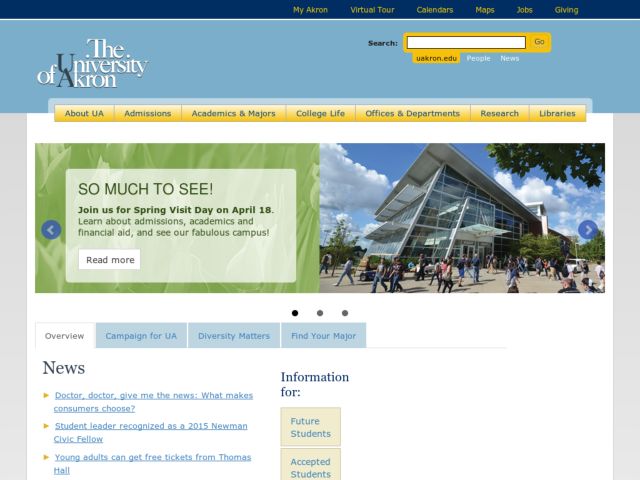 My Akron Virtual Tour Calendars Maps Jobs Giving
The University of Akron
Search: Go
uakron.edu People News
About UA Admissions Academics & Majors College Life Offices & Departments Research Libraries
SO MUCH TO SEE!
Join us for Spring Visit Day on April 18.
Learn about admissions, academics and
financial aid, and see our fabulous campus!
Read more
Overview Campaign for UA Diversity Matters Find Your Major
News
Doctor, doctor, give me the news: What makes
consumers choose?
Student leader recognized as a 2015 Newman
Civic Fellow
Young adults can get free tickets from Thomas
Hall
Information
for:
Future
Students
Accepted
Students